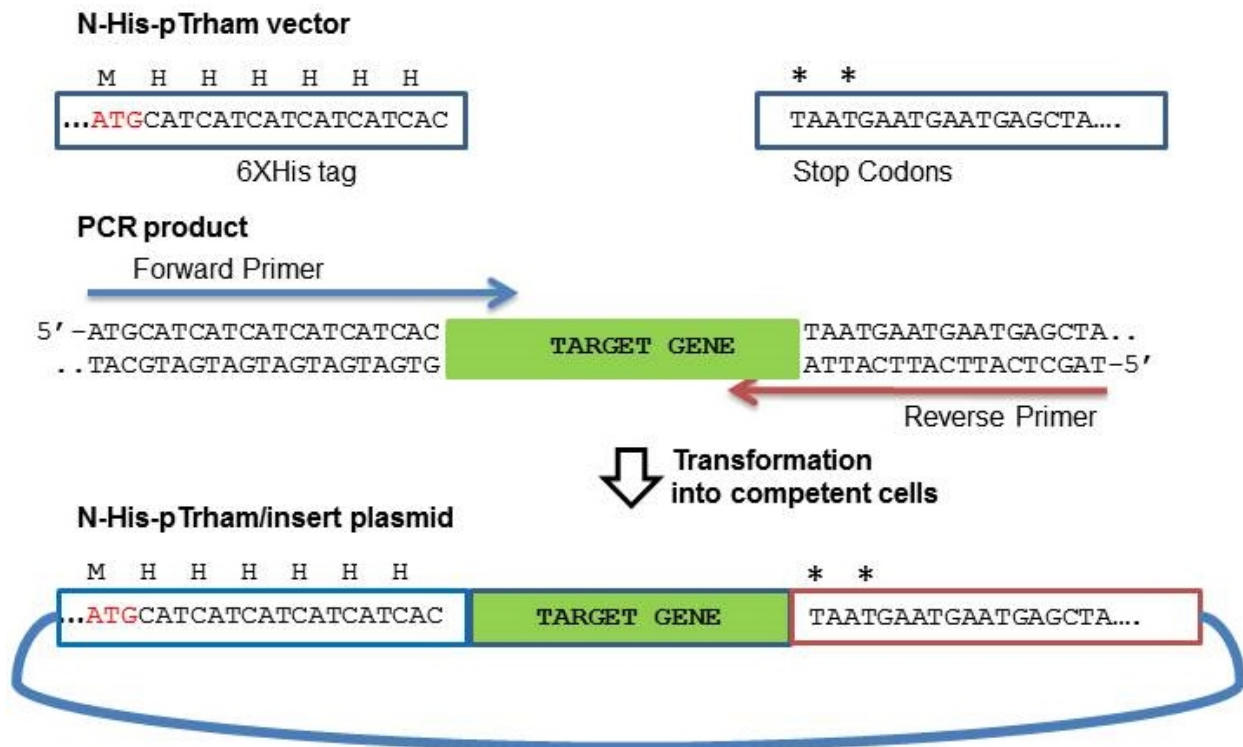 N-His-pTrham vector
M H H H H H H
* *
...ATGCATCATCATCATCATCAC
TAATGAATGAATGAGCTA....
6XHis tag
Stop Codons
PCR product
Forward Primer
5’-ATGCATCATCATCATCATCAC TARGET GENE TAATGAATGAATGAGCTA..
..TACGTAGTAGTAGTAGTAGTG ATTACTTACTTACTCGAT-5’
Reverse Primer
Transformation
into competent cells
N-His-pTrham/insert plasmid
M H H H H H H
* *
...ATGCATCATCATCATCATCAC TARGET GENE TAATGAATGAATGAGCTA....